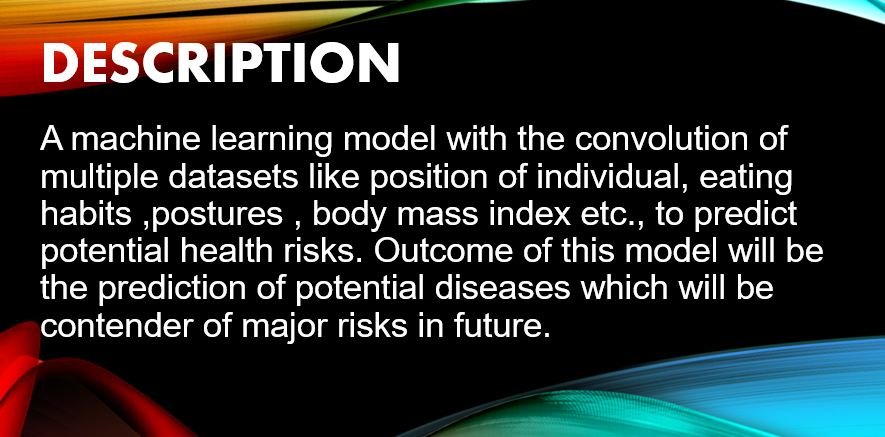 DESCRIPTION
A machine learning model with the convolution of
multiple datasets like position of individual, eating
habits ,postures , body mass index etc., to predict
potential health risks. Outcome of this model will be
the prediction of potential diseases which will be
contender of major risks in future.